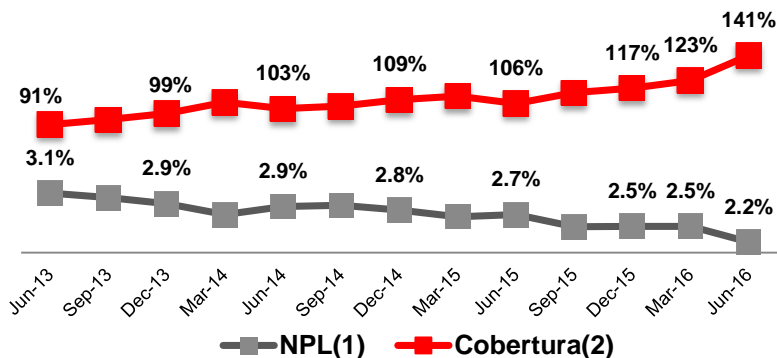 91% 99% 103% 109% 106% 117% 123% 141%
3.1% 2.9% 2.9% 2.8% 2.7% 2.5% 2.5% 2.2%
Jun-13 Sep-13 Dec-13 Mar-14 Jun-14 Sep-14 Dec-14 Mar-15 Jun-15 Sep-15 Dec-15 Mar-16 Jun-16
NPL(1) Cobertura(2)